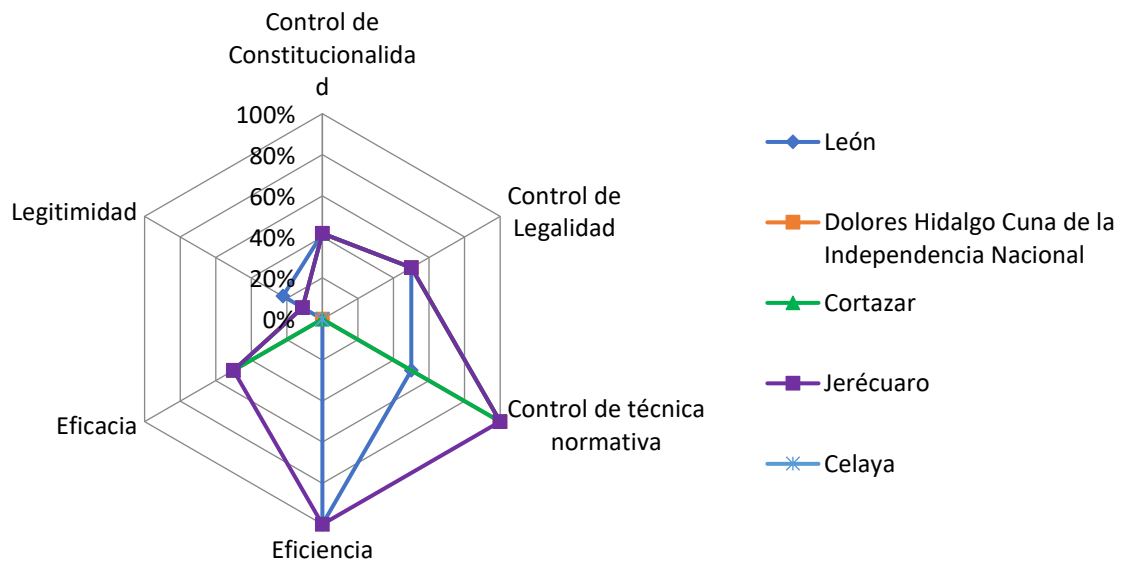 Control de
Constitucionalida
d
100%
80%
60%
40%
20%
0%
Control de
Legalidad
Control de técnica
normativa
Eficiencia
Eficacia
Legitimidad
León
Dolores Hidalgo Cuna de la
Independencia Nacional
Cortazar
Jerécuaro
Celaya